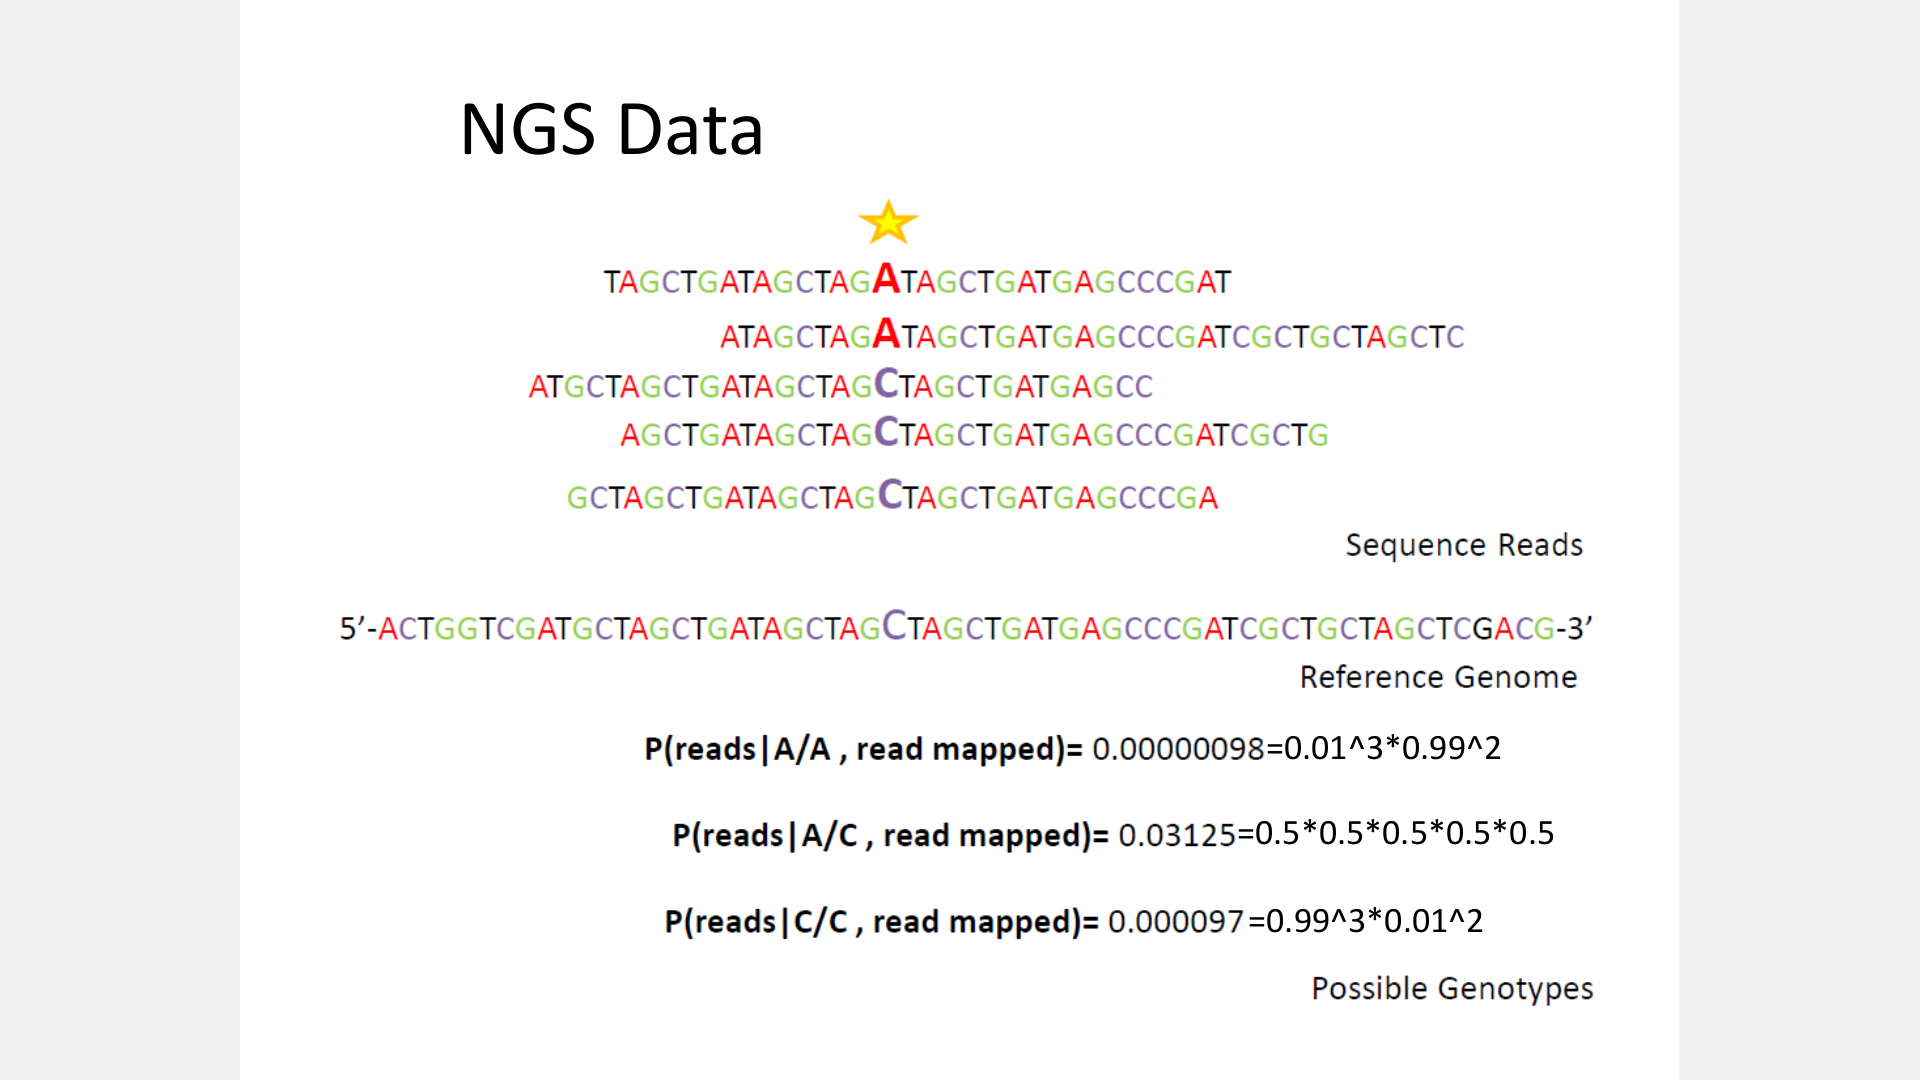 NGS Data
TAGCTGATAGCTAGATAGCTGATGAGCCCGAT
ATAGCTAGATAGCTGATGAGCCCGATCGCTGCTAGCTC
ATGCTAGCTGATAGCTAGCTAGCTGATGAGCC
AGCTGATAGCTAGCTAGCTGATGAGCCCGATCGCTG
GCTAGCTGATAGCTAGCTAGCTGATGAGCCCGA
Sequence Reads
5’-ACTGGTCGATGCTAGCTGATAGCTAGCTAGCTGATGAGCCCGATCGCTGCTAGCTCGACG-3’
Reference Genome
P(reads|A/A , read mapped)= 0.00000098=0.01^3*0.99^2
P(reads|A/C , read mapped)= 0.03125=0.5*0.5*0.5*0.5*0.5
P(reads|C/C , read mapped)= 0.000097=0.99^3*0.01^2
Possible Genotypes